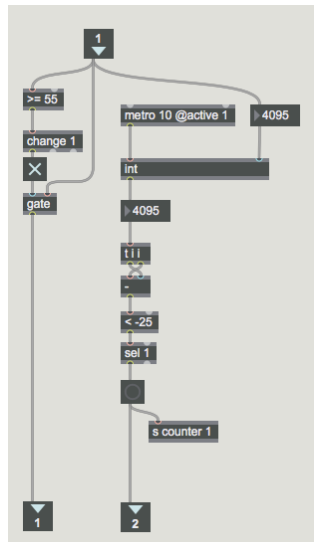 1
>= 55
metro 10 @active 1
4095
change 1
int
gate
4095
t i i
-
< -25
sel 1
s counter 1
1
2